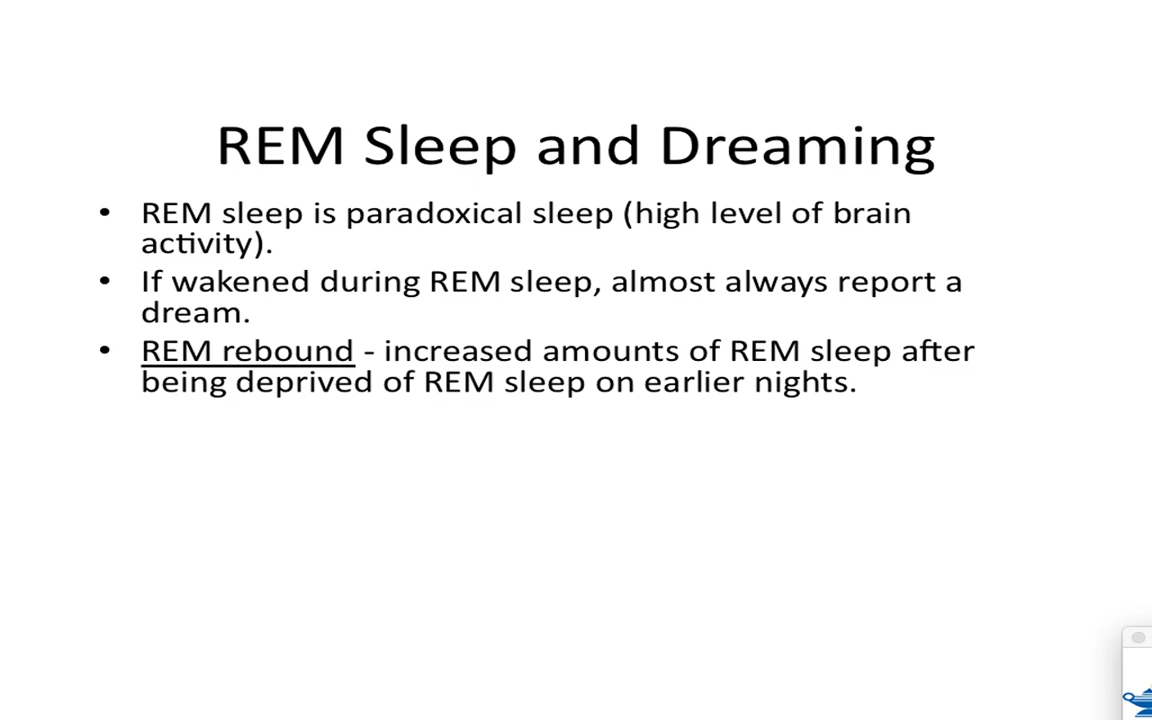 REM Sleep and Dreaming
• REM sleep is paradoxical sleep (high level of brain
activity).
• If wakened during REM sleep, almost always report a
dream.
• REM rebound - increased amounts of REM sleep after
being deprived of REM sleep on earlier nights.